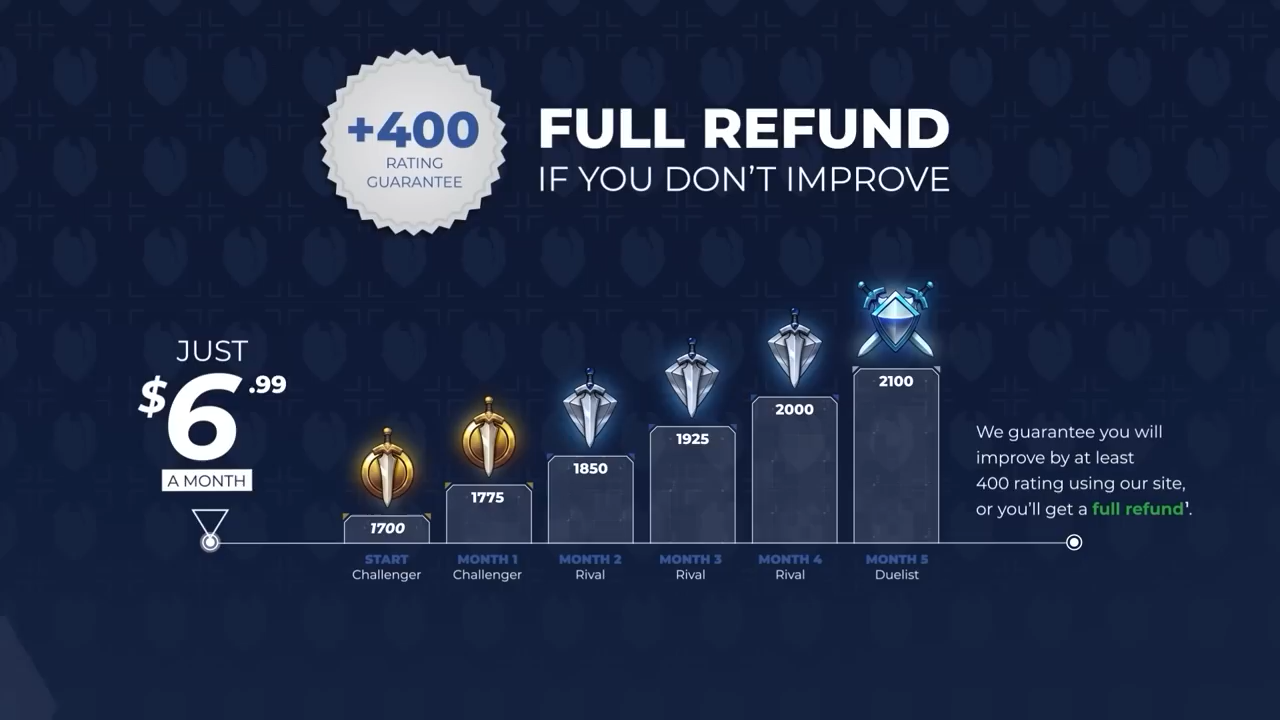 +400
RATING
GUARANTEE
FULL REFUND
IF YOU DON'T IMPROVE
JUST
$6.99
A MONTH
1700
1775
1850
1925
2000
2100
START
Challenger
MONTH 1
Challenger
MONTH 2
Rival
MONTH 3
Rival
MONTH 4
Rival
MONTH 5
Duelist
We guarantee you will
improve by at least
400 rating using our site,
or you'll get a full refund¹.